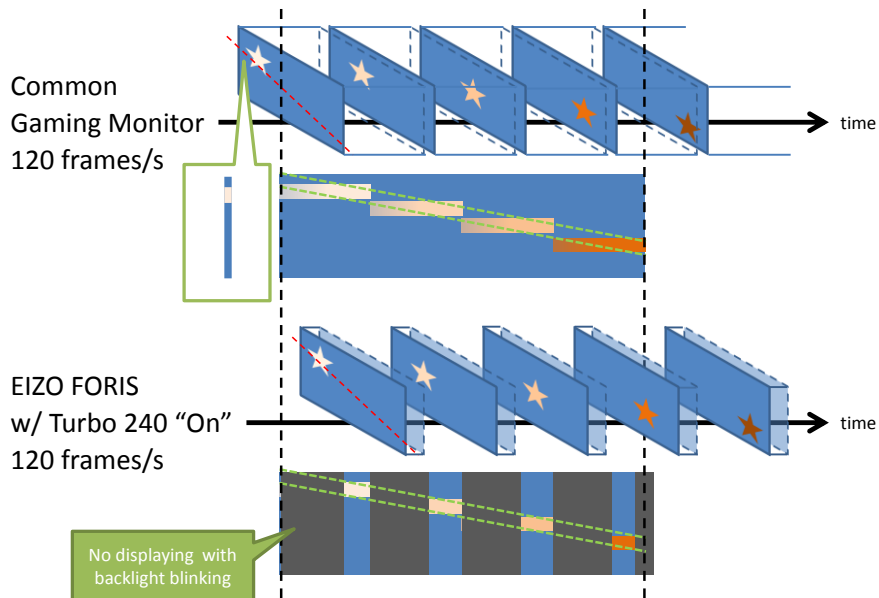 Common
Gaming Monitor
120 frames/s
time
EIZO FORIS
w/ Turbo 240 “On”
120 frames/s
time
No displaying with
backlight blinking